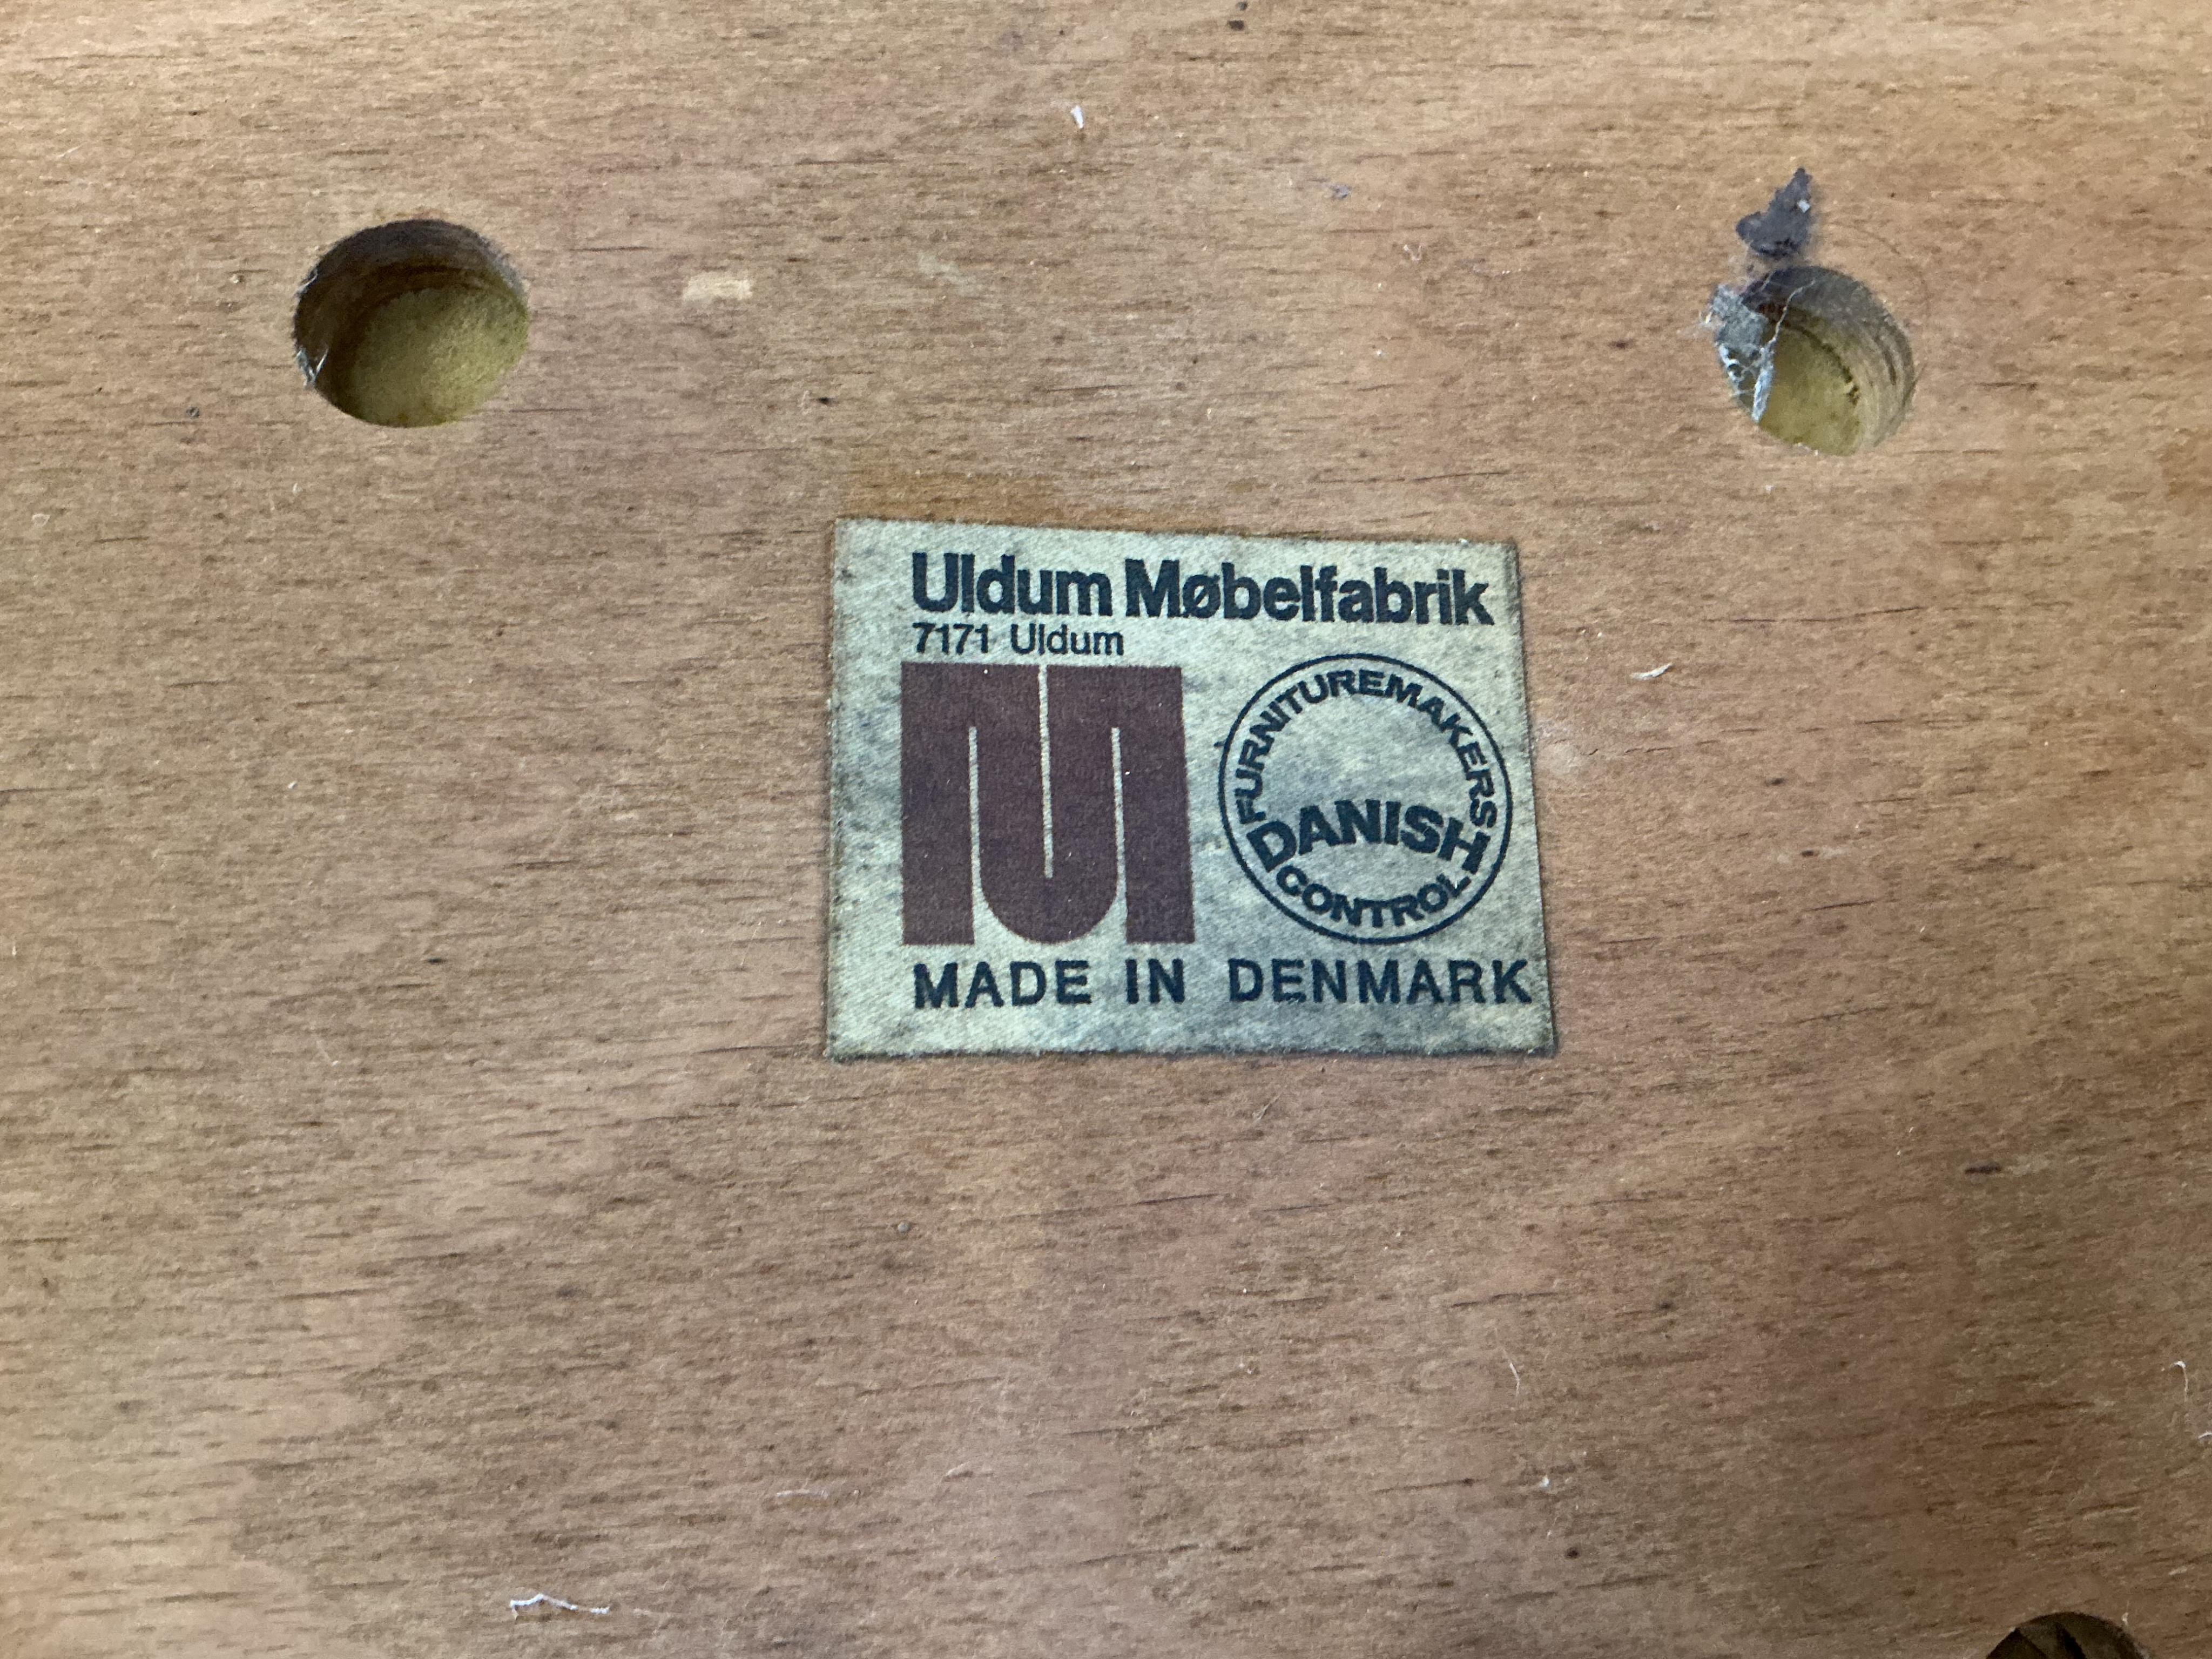 Uldum Møbelfabrik
7171 Uldum
FURNITUREMAKERS
DANISH
CONTROL
MADE IN DENMARK